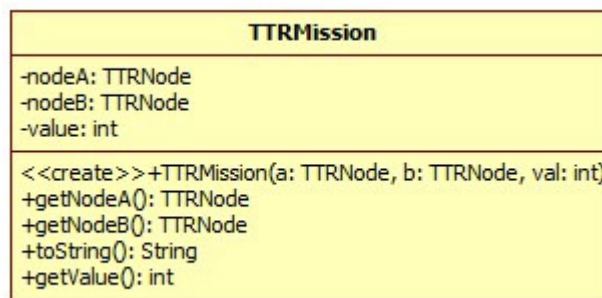 TTRMission
-nodeA: TTRNode
-nodeB: TTRNode
-value: int
<<create>>+TTRMission(a: TTRNode, b: TTRNode, val: int)
+getNodeA(): TTRNode
+getNodeB(): TTRNode
+toString(): String
+getValue(): int